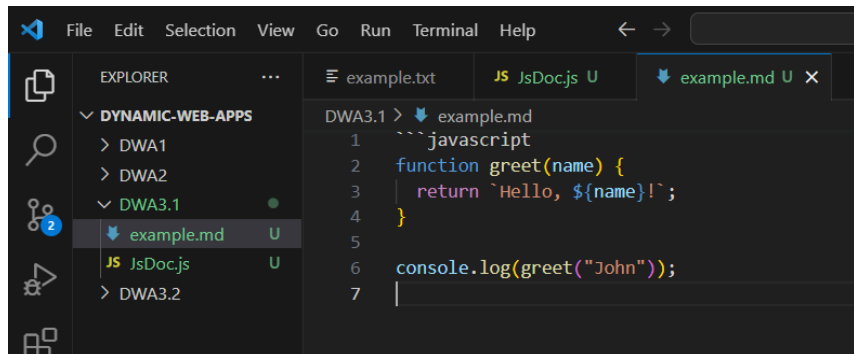 File Edit Selection View Go Run Terminal Help
EXPLORER ...
DYNAMIC-WEB-APPS
DWA1
DWA2
DWA3.1
example.md U
JS JsDoc.js U
DWA3.2
2
example.txt JS JsDoc.js U example.md U
DWA3.1 > example.md
1 ```javascript
2 function greet(name) {
3 return `Hello, ${name}!`;
4 }
5
6 console.log(greet("John"));
7